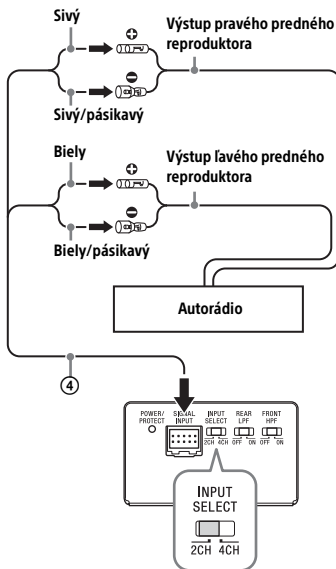 Sivý
Výstup pravého predného
reproduktora
Sivý/pásikavý
Biely
Výstup ľavého predného
reproduktora
Biely/pásikavý
Autorádio
④
POWER/
PROTECT
SIGNAL
INPUT
INPUT
SELECT
2CH 4CH
REAR
LPF
OFF ON
FRONT
HPF
OFF ON
INPUT
SELECT
2CH 4CH